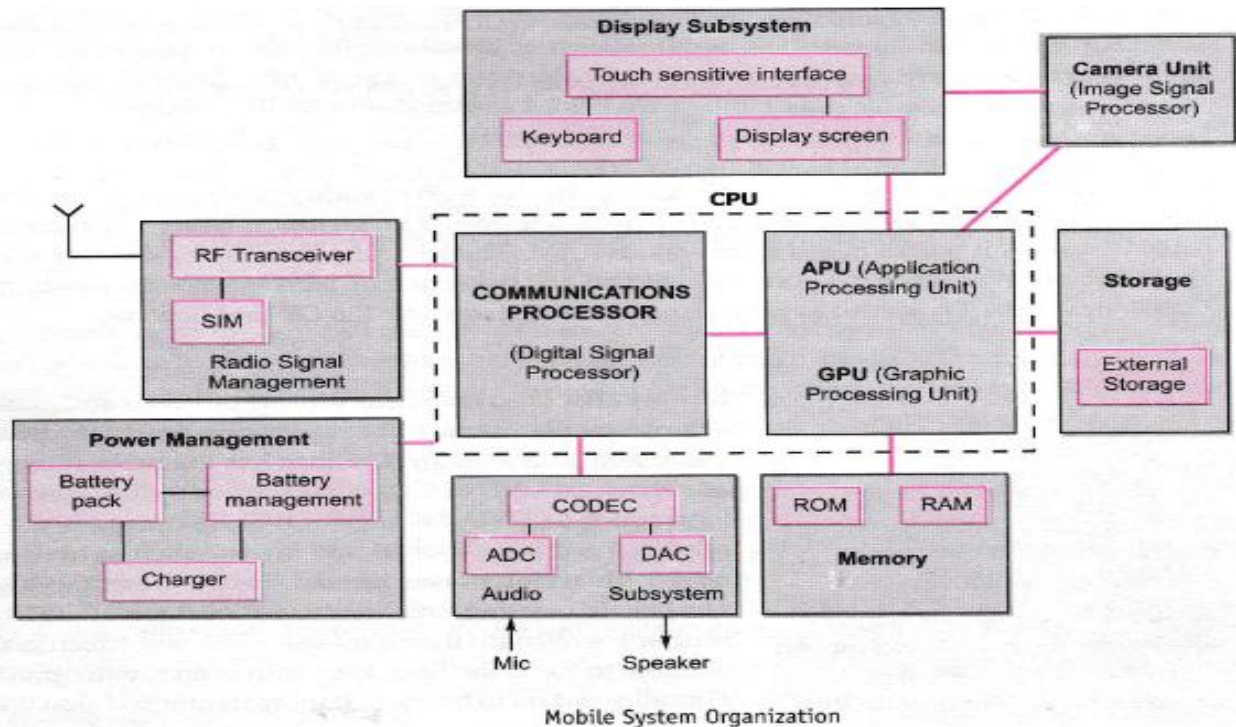 Display Subsystem
Touch sensitive interface
Keyboard
Display screen
Camera Unit
(Image Signal
Processor)
CPU
RF Transceiver
SIM
Radio Signal
Management
COMMUNICATIONS
PROCESSOR
(Digital Signal
Processor)
APU (Application
Processing Unit)
GPU (Graphic
Processing Unit)
Storage
External
Storage
Power Management
Battery
pack
Battery
management
Charger
CODEC
ADC
DAC
Audio
Subsystem
Mic
Speaker
ROM
RAM
Memory
Mobile System Organization